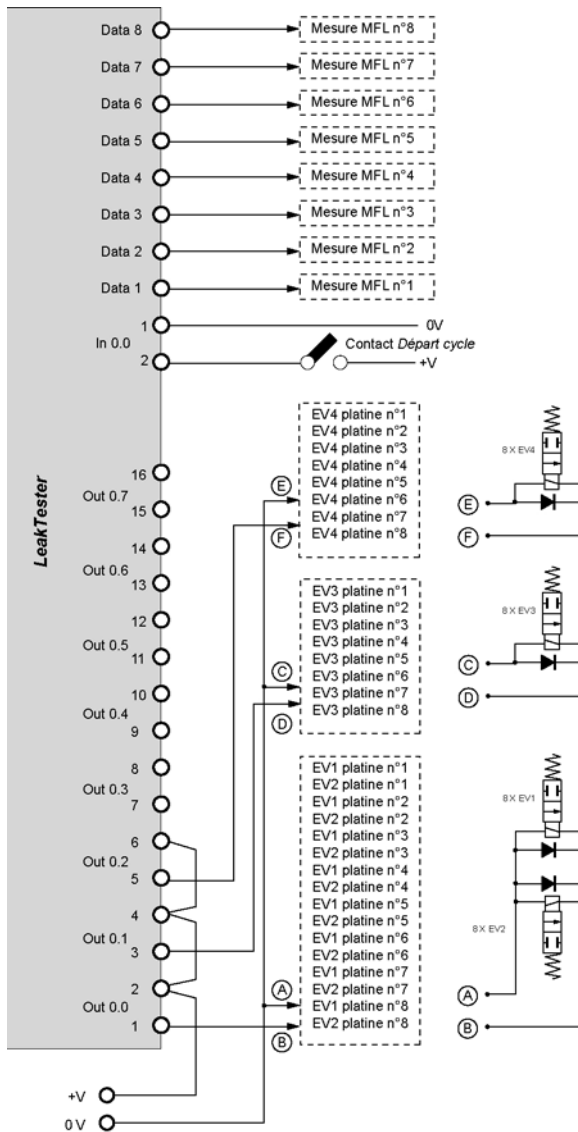 Data 8
Mesure MFL n°8
Data 7
Mesure MFL n°7
Data 6
Mesure MFL n°6
Data 5
Mesure MFL n°5
Data 4
Mesure MFL n°4
Data 3
Mesure MFL n°3
Data 2
Mesure MFL n°2
Data 1
Mesure MFL n°1
1
0V
In 0.0
Contact Départ cycle
2
+V
LeakTester
16
Out 0.7
15
14
Out 0.6
13
12
Out 0.5
11
10
Out 0.4
9
8
Out 0.3
7
6
Out 0.2
5
4
Out 0.1
3
2
Out 0.0
1
+V
0 V
E
F
EV4 platine n°1
EV4 platine n°2
EV4 platine n°3
EV4 platine n°4
EV4 platine n°5
EV4 platine n°6
EV4 platine n°7
EV4 platine n°8
C
D
EV3 platine n°1
EV3 platine n°2
EV3 platine n°3
EV3 platine n°4
EV3 platine n°5
EV3 platine n°6
EV3 platine n°7
EV3 platine n°8
A
B
EV1 platine n°1
EV2 platine n°1
EV1 platine n°2
EV2 platine n°2
EV1 platine n°3
EV2 platine n°3
EV1 platine n°4
EV2 platine n°4
EV1 platine n°5
EV2 platine n°5
EV1 platine n°6
EV2 platine n°6
EV1 platine n°7
EV2 platine n°7
EV1 platine n°8
EV2 platine n°8
8 X EV4
E
F
8 X EV3
C
D
8 X EV1
8 X EV2
A
B